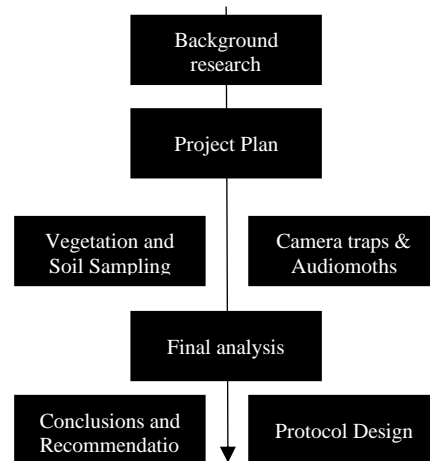 Background
research
Project Plan
Vegetation and
Soil Sampling
Camera traps &
Audiomoths
Final analysis
Conclusions and
Recommendatio
Protocol Design